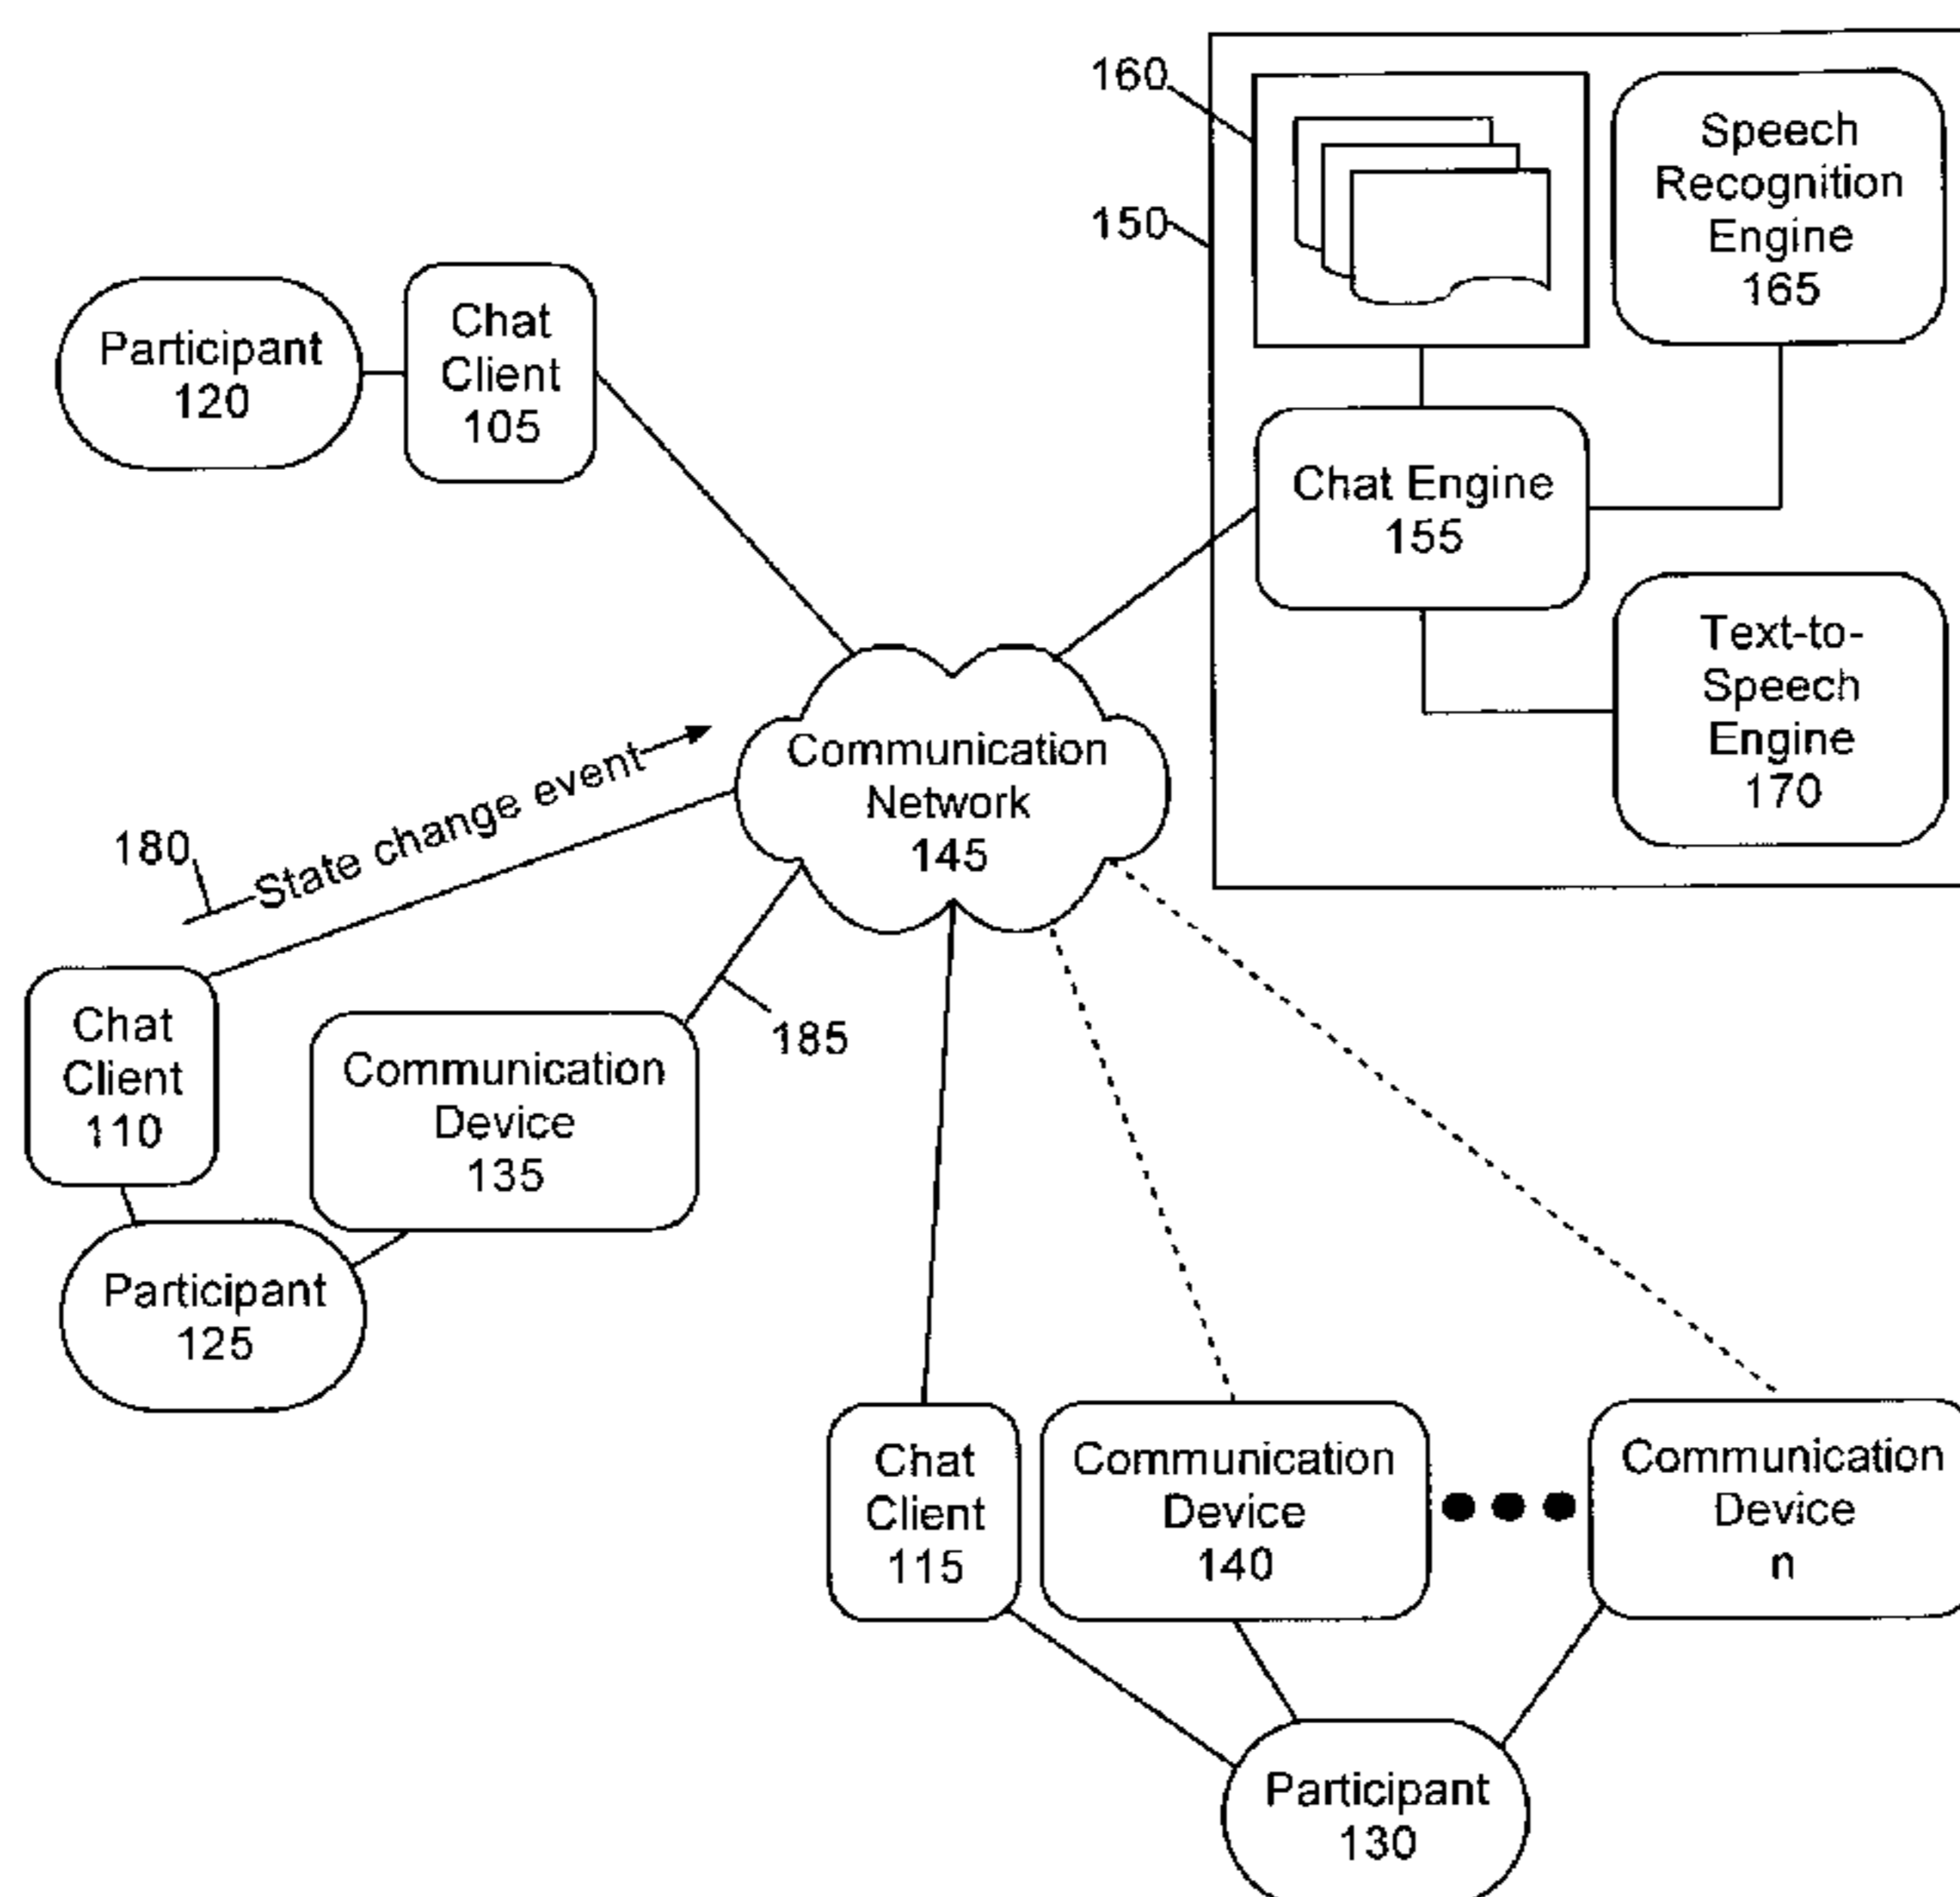 160
150
Speech
Recognition
Engine
165
Participant
120
Chat
Client
105
Chat Engine
155
Text-to-
Speech
Engine
170
Communication
Network
145
State change event
180
185
Chat
Client
110
Communication
Device
135
Participant
125
Chat
Client
115
Communication
Device
140
Communication
Device
n
Participant
130